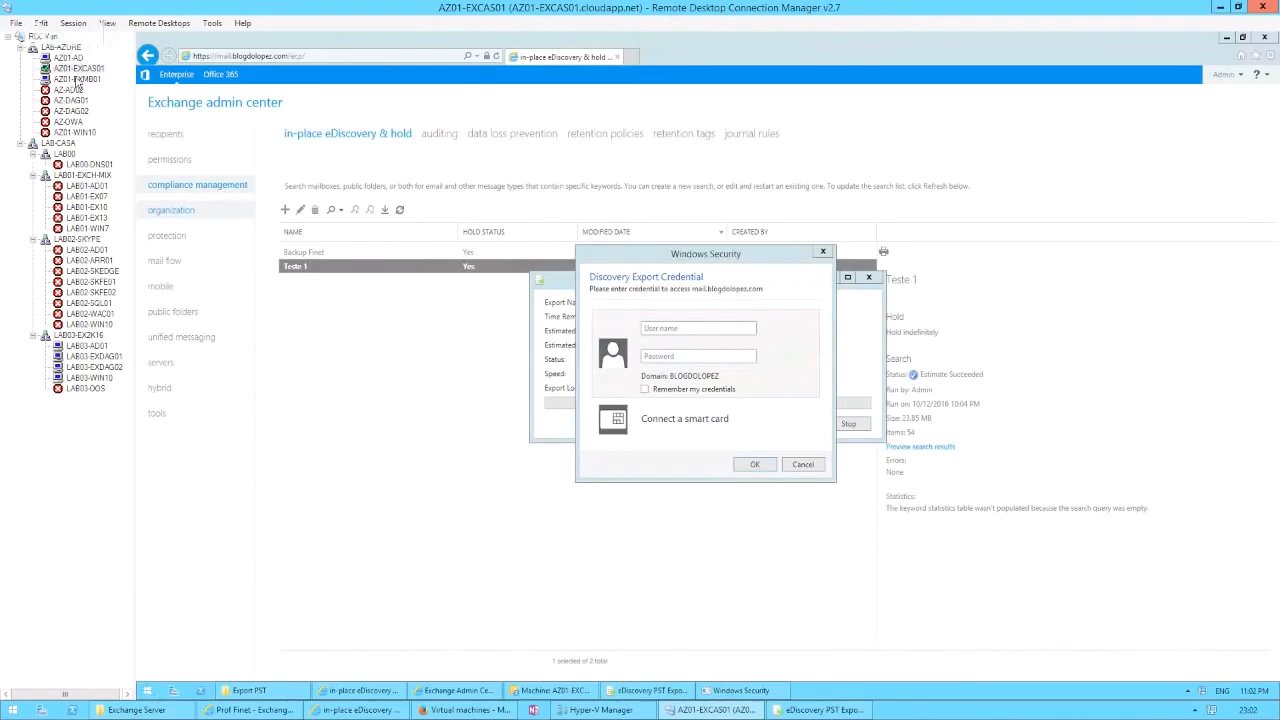 AZ01-EXCAS01 (AZ01-EXCAS01.cloudapp.net) - Remote Desktop Connection Manager v2.7
File Edit Session View Remote Desktops Tools Help
LAB-AZURE
AZ01-AD
AZ01-EXCAS01
AZ-DAG01
AZ-DAG02
AZ-OWA
AZ01-WIN10
LAB-CASA
LAB00
LAB00-DNS01
LAB01-EXCH-MIX
LAB01-AD01
LAB01-EX07
LAB01-EX10
LAB01-EX13
LAB01-WIN7
LAB02-SKYPE
LAB02-AD01
LAB02-ARR01
LAB02-SKEDGE
LAB02-SKFE01
LAB02-SKFE02
LAB02-SQL01
LAB02-WAC01
LAB02-WIN10
LAB03-EX2K16
LAB03-AD01
LAB03-EXDAG01
LAB03-EXDAG02
LAB03-WIN10
LAB03-OOS
https://mail.blogdolopez.com/ecp/
in-place eDiscovery & hold ...
Enterprise Office 365
Admin ?
Exchange admin center
recipients
permissions
compliance management
organization
protection
mail flow
mobile
public folders
unified messaging
servers
hybrid
tools
in-place eDiscovery & hold auditing data loss prevention retention policies retention tags journal rules
Search mailboxes, public folders, or both for email and other message types that contain specific keywords. You can create a new search, or edit and restart an existing one. To update the search list, click Refresh below.
NAME HOLD STATUS MODIFIED DATE CREATED BY
Backup Finet Yes
Teste 1 Yes
Export Na
Time Rem
Estimated
Estimated
Status:
Speed:
Export Lo
Stop
Windows Security
Discovery Export Credential
Please enter credential to access mail.blogdolopez.com
User name
Password
Domain: BLOGDOLOPEZ
Remember my credentials
Connect a smart card
OK Cancel
Teste 1
Hold
Hold indefinitely
Search
Status: Estimate Succeeded
Run by: Admin
Run on: 10/12/2016 10:04 PM
Size: 23.85 MB
Items: 54
Preview search results
Errors:
None
Statistics:
The keyword statistics table wasn't populated because the search query was empty.
1 selected of 2 total
Export PST in-place eDiscovery ... Exchange Admin Ce... Machine: AZ01-EXC... eDiscovery PST Expo... Windows Security ENG 11:02 PM
Exchange Server Prof Finet - Exchang... in-place eDiscovery ... Virtual machines - M... Hyper-V Manager AZ01-EXCAS01 (AZ0... eDiscovery PST Expo... 23:02